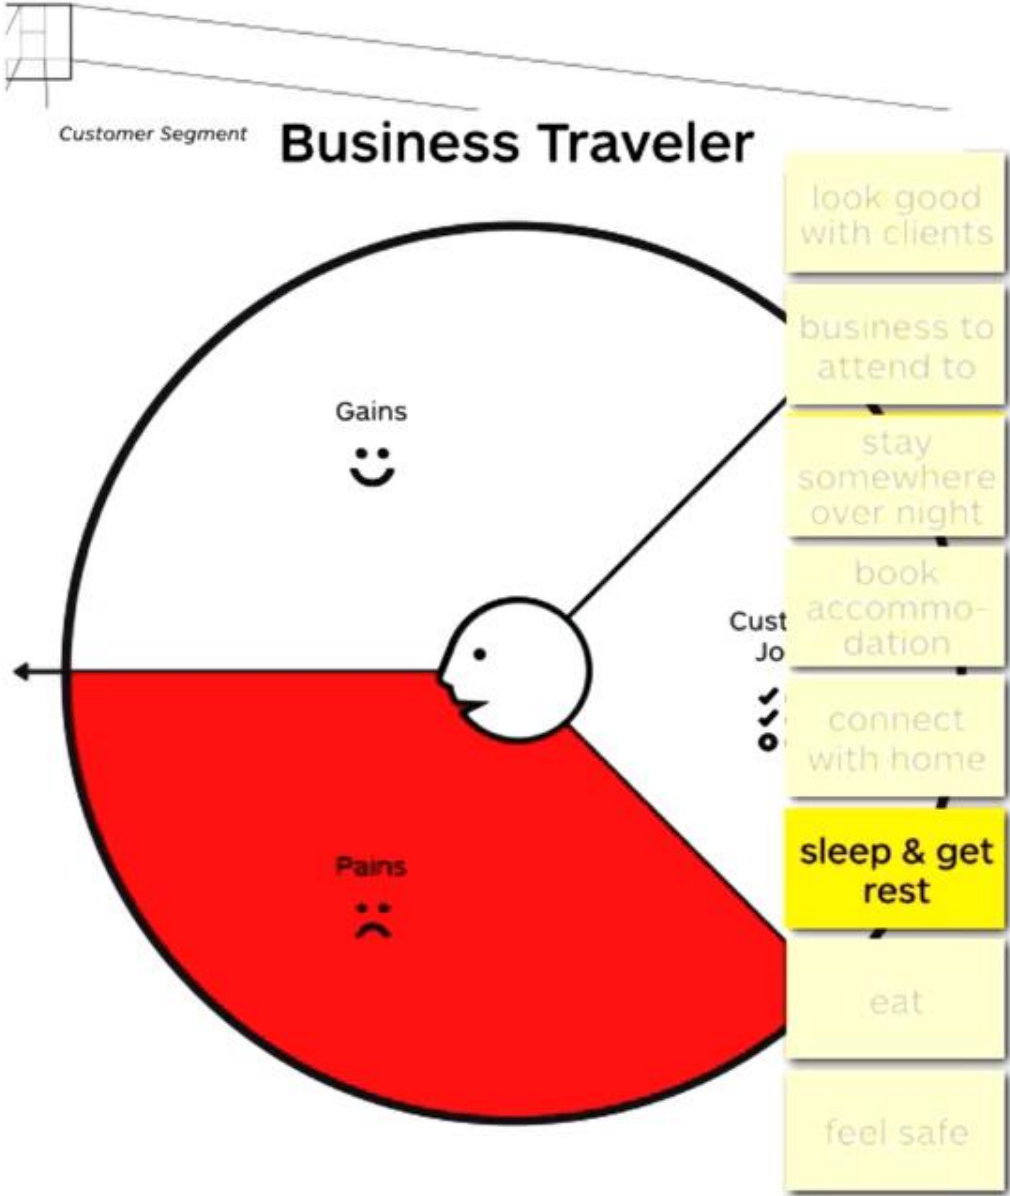 Customer Segment
Business Traveler
look good
with clients
business to
attend to
Gains
stay
somewhere
over night
book
accommo-
dation
Cust
Jo
connect
with home
sleep & get
rest
Pains
eat
feel safe